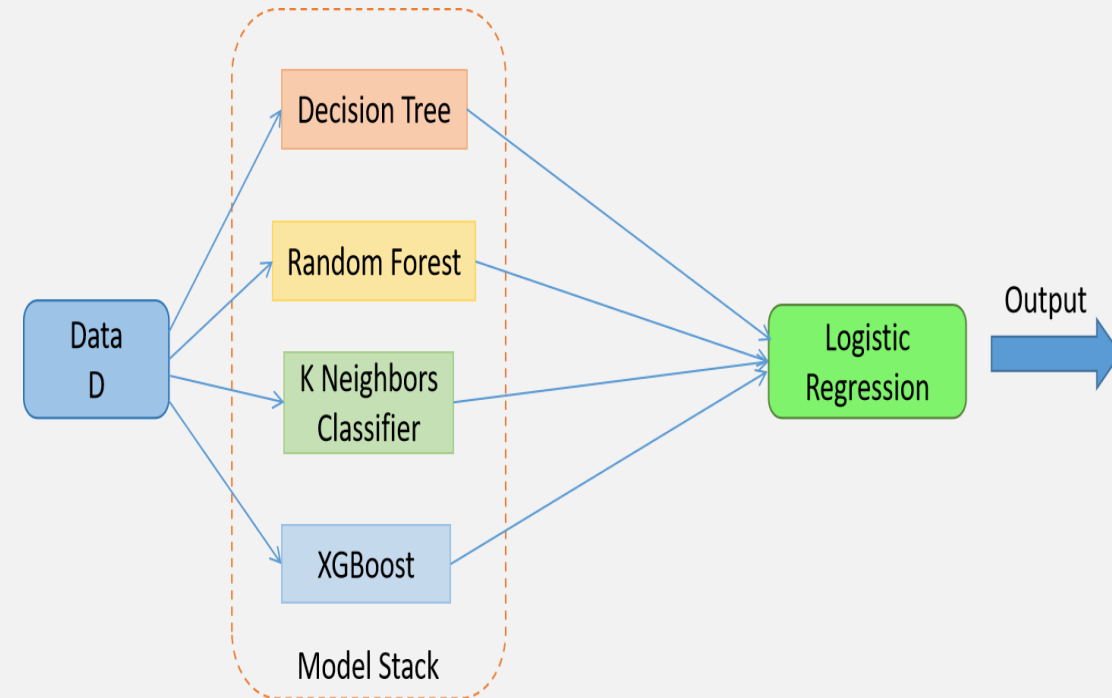 Data
D
Decision Tree
Random Forest
K Neighbors
Classifier
XGBoost
Model Stack
Logistic
Regression
Output